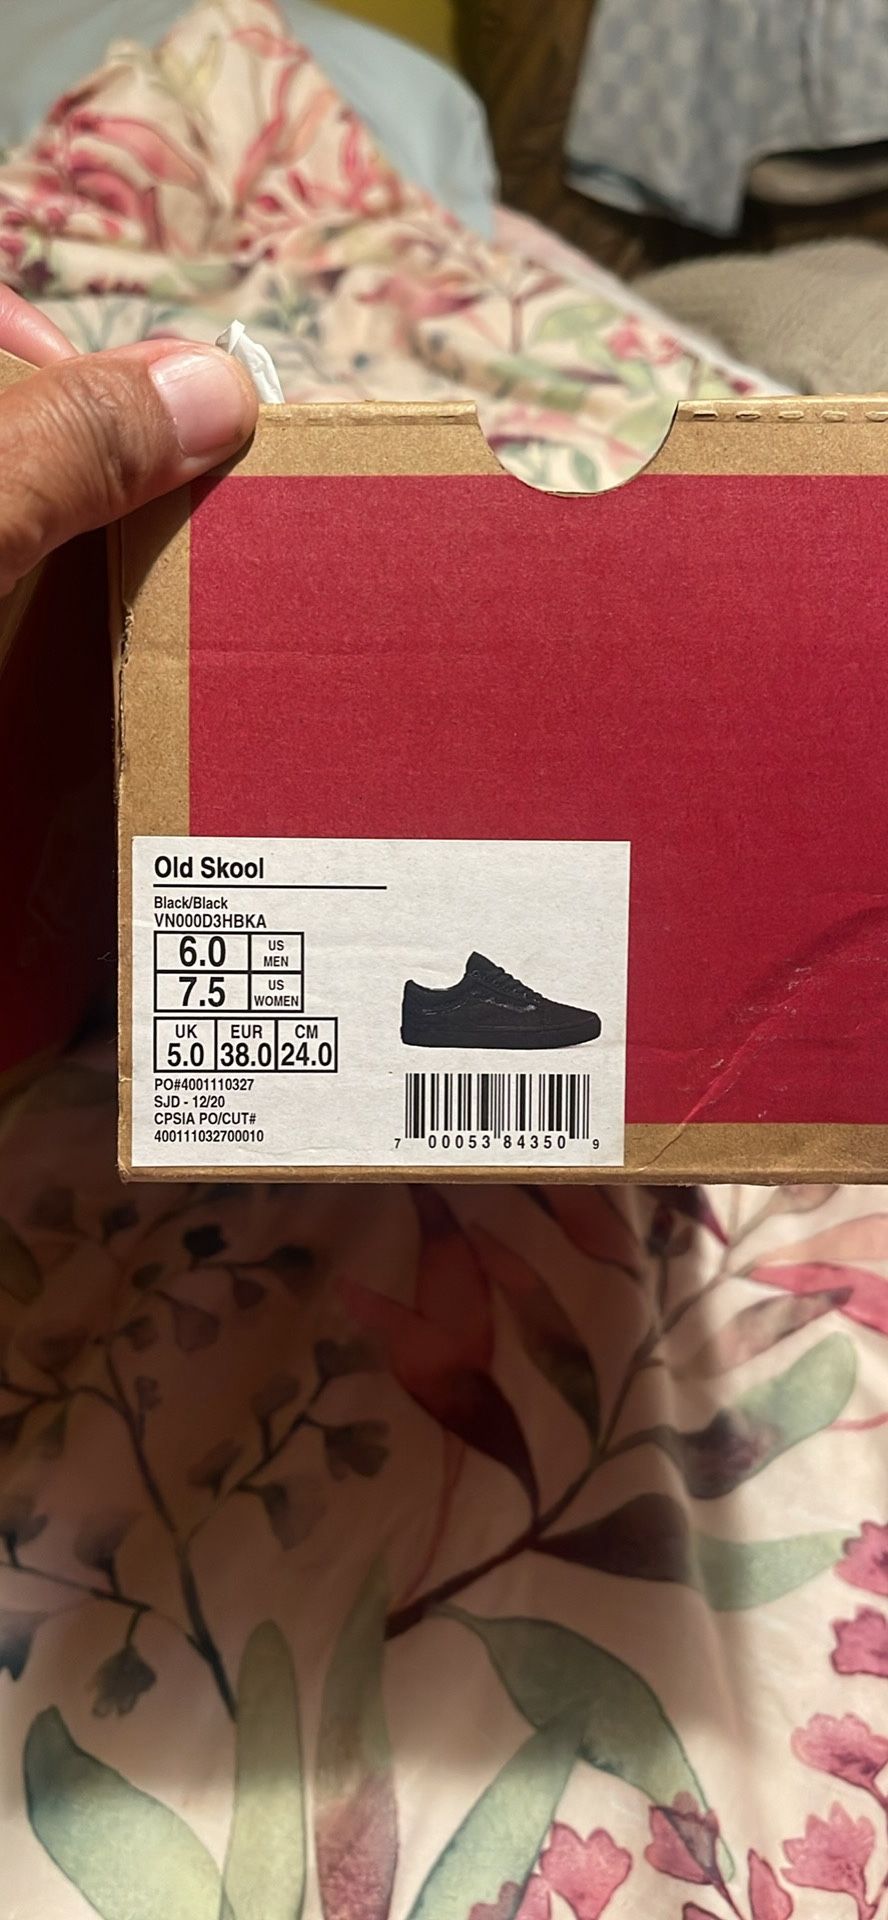 Old Skool
Black/Black
VN000D3HBKA
6.0 US MEN
7.5 US WOMEN
UK EUR CM
5.0 38.0 24.0
PO#4001110327
SJD - 12/20
CPSIA PO/CUT#
400111032700010
7 00053 84350 9